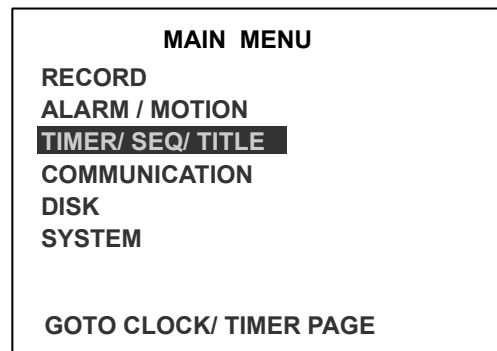 MAIN MENU
RECORD
ALARM / MOTION
TIMER/ SEQ/ TITLE
COMMUNICATION
DISK
SYSTEM
GOTO CLOCK/ TIMER PAGE